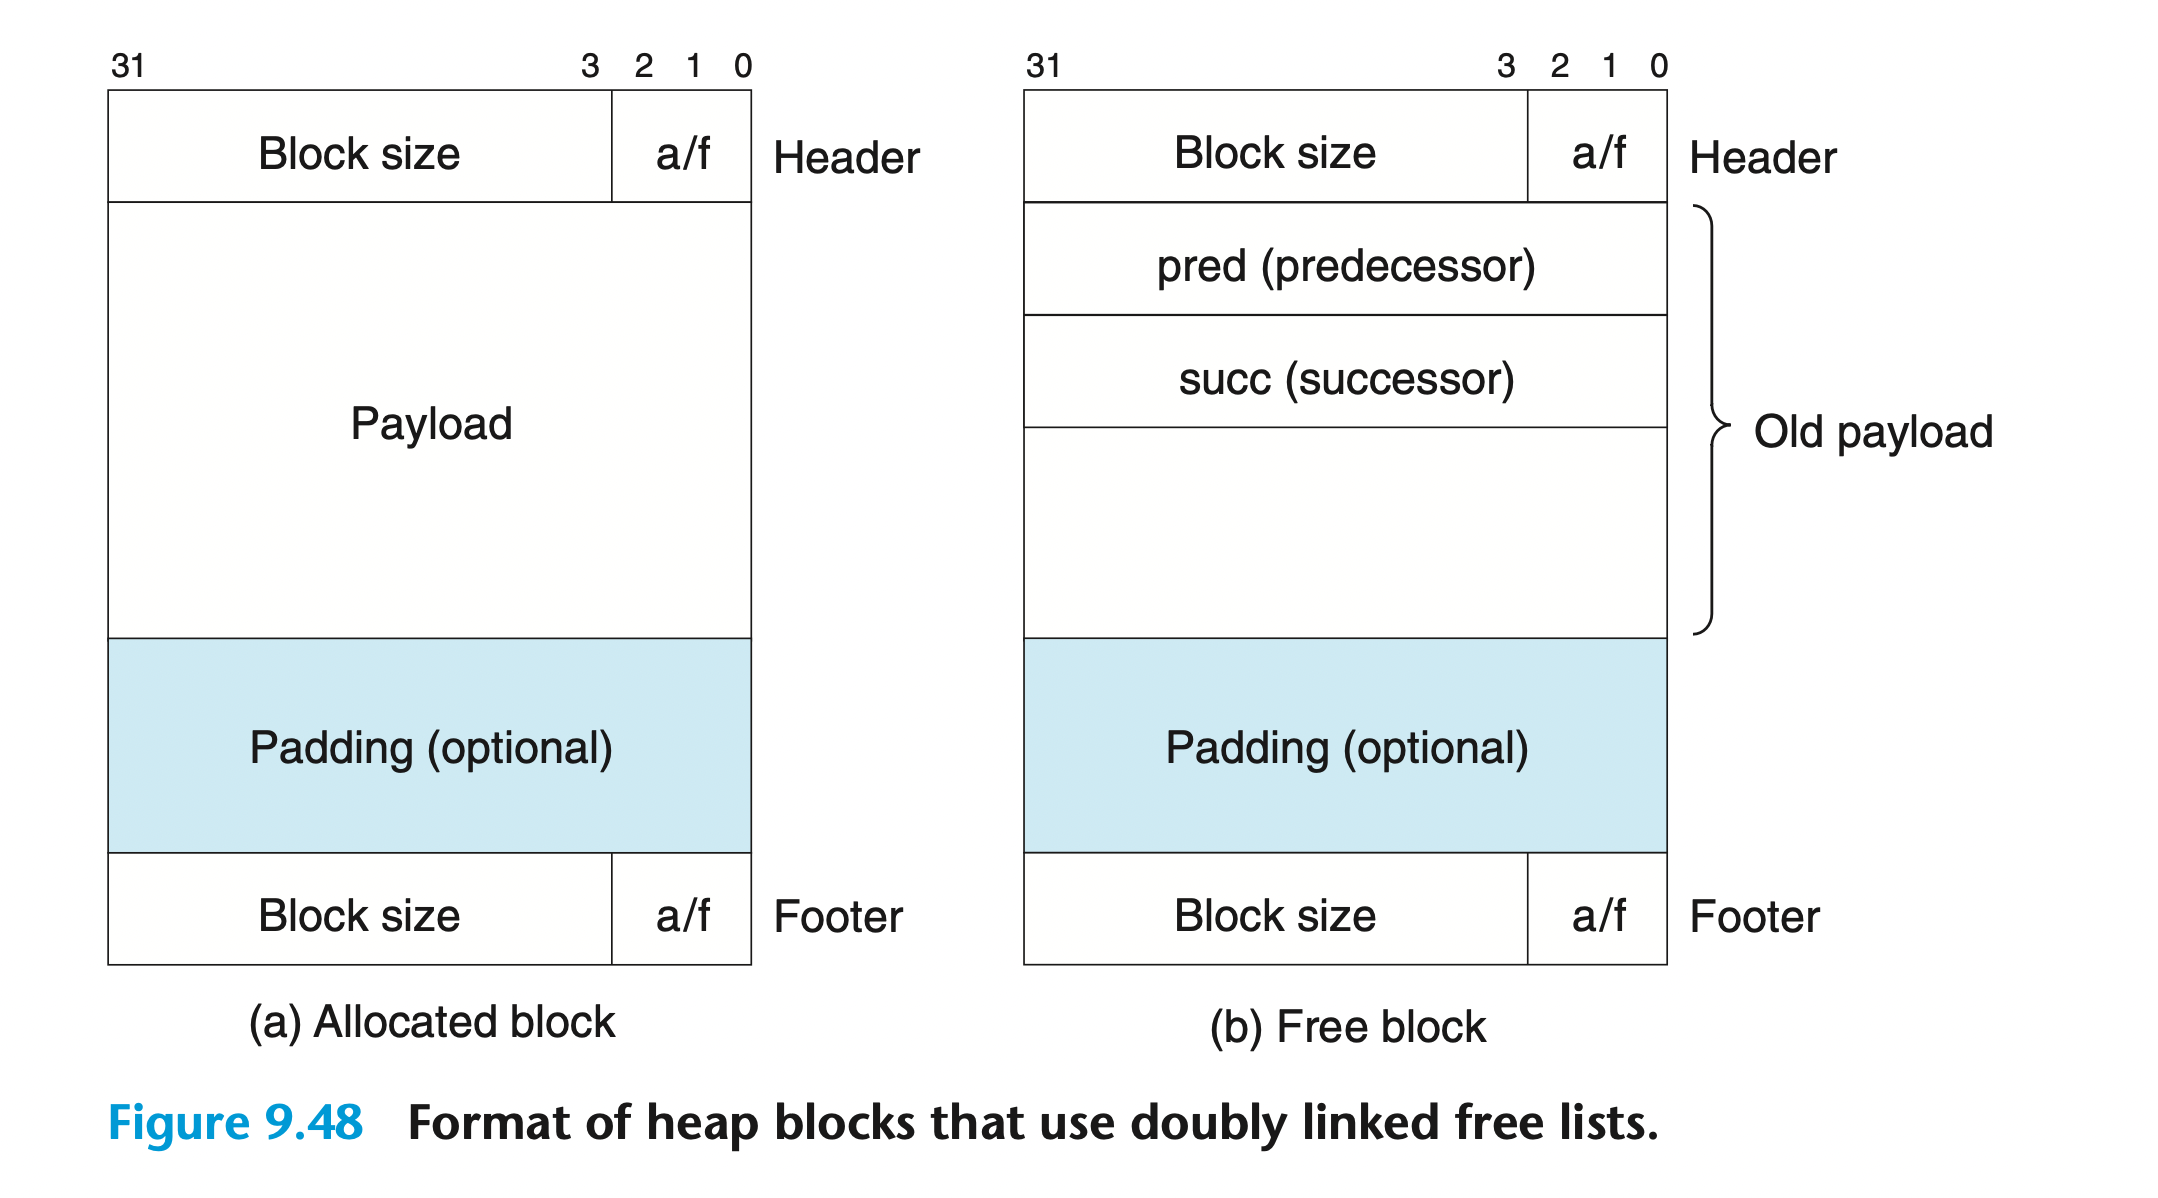 31 3 2 1 0
Block size a/f Header
Payload
Padding (optional)
Block size a/f Footer
(a) Allocated block
31 3 2 1 0
Block size a/f Header
pred (predecessor)
succ (successor)
Old payload
Padding (optional)
Block size a/f Footer
(b) Free block
Figure 9.48 Format of heap blocks that use doubly linked free lists.